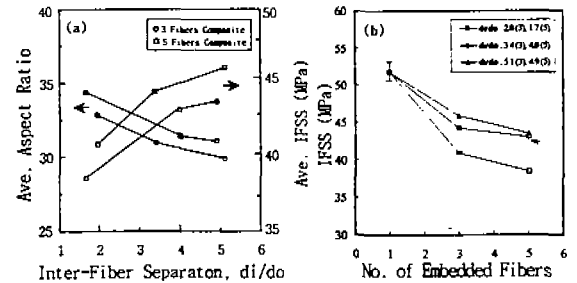 (a)
3 Fibers Composite
5 Fibers Composite
Ave. Aspect Ratio
40
35
30
25
50
45
40
35
Ave. IFSS (MPa)
1 2 3 4 5 6
Inter-Fiber Separaton, di/do
(b)
IFSS (MPa)
60
55
50
45
40
35
30
0 1 2 3 4 5 6
No. of Embedded Fibers